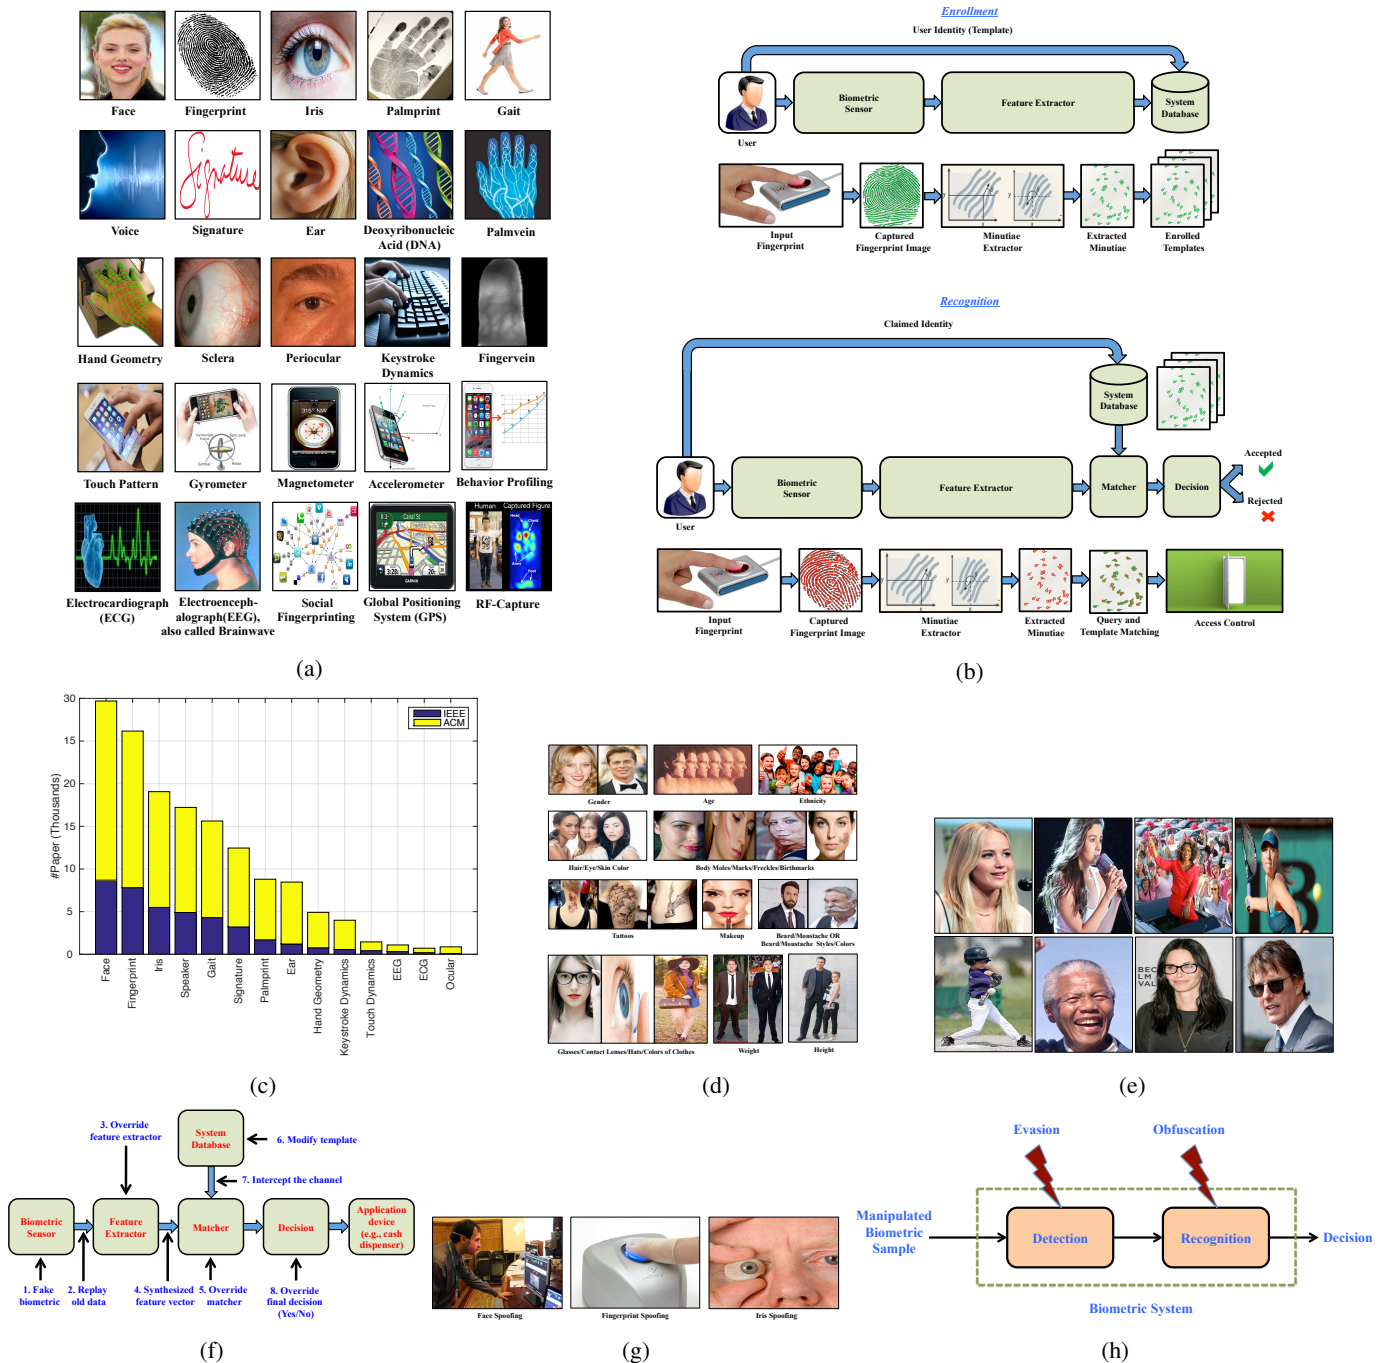 Face Fingerprint Iris Palmprint Gait
Voice Signature Ear Deoxyribonucleic Palmvein
Acid (DNA)
Signature
Hand Geometry Sclera Periocular Keystroke Fingervein
Dynamics
315° NW
Touch Pattern Gyrometer Magnetometer Accelerometer Behavior Profiling
Human Captured Figure
Electrocardiograph Electroenceph- Social Global Positioning RF-Capture
(ECG) alograph(EEG), Fingerprinting System (GPS)
also called Brainwave
(a)
Enrollment
User Identity (Template)
Biometric
Sensor
Feature Extractor
System
Database
User
Input
Fingerprint
Captured
Fingerprint Image
Minutiae
Extractor
Extracted
Minutiae
Enrolled
Templates
Recognition
Claimed Identity
System
Database
User
Biometric
Sensor
Feature Extractor
Matcher
Decision
Accepted
Rejected
Input
Fingerprint
Captured
Fingerprint Image
Minutiae
Extractor
Extracted
Minutiae
Query and
Template Matching
Access Control
(b)
#Paper (Thousands)
30
15
20
15
10
5
0
IEEE
ACM
Face
Fingerprint
Iris
Speaker
Gait
Signature
Palmprint
Ear
Hand Geometry
Keystroke Dynamics
Touch Dynamics
EEG
ECG
Ocular
(c)
Gender
Age
Ethnicity
Hair/Eye/Skin Color
Body Moles/Marks/Freckles/Birthmarks
Tattoos
Makeup
Beard/Moustache OR
Beard/Moustache Styles/Colors
Glasses/Contact Lenses/Hats/Colors of Clothes
Weight
Height
(d)
BEC
LM
VAL
(e)
3. Override
feature extractor
System
Database
6. Modify template
7. Intercept the channel
Biometric
Sensor
Feature
Extractor
Matcher
Decision
Application
device
(e.g., cash
dispenser)
1. Fake
biometric
2. Replay
old data
4. Synthesized
feature vector
5. Override
matcher
8. Override
final decision
(Yes/No)
(f)
Face Spoofing
Fingerprint Spoofing
Iris Spoofing
(g)
Evasion
Obfuscation
Manipulated
Biometric
Sample
Detection
Recognition
Decision
Biometric System
(h)